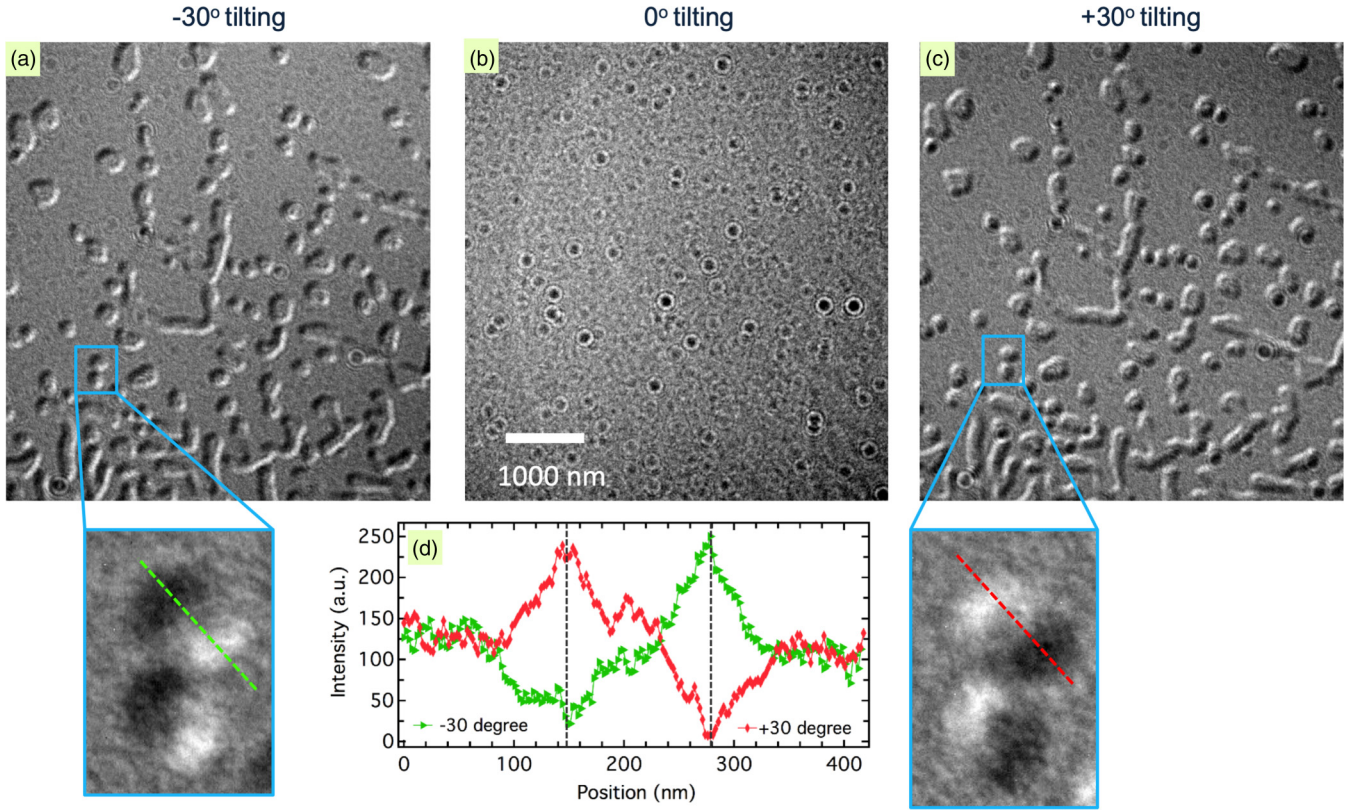 -30° tilting
0° tilting
+30° tilting
(a)
(b)
(c)
1000 nm
(d)
250
200
150
100
50
0
Intensity (a.u.)
-30 degree
+30 degree
0
100
200
300
400
Position (nm)